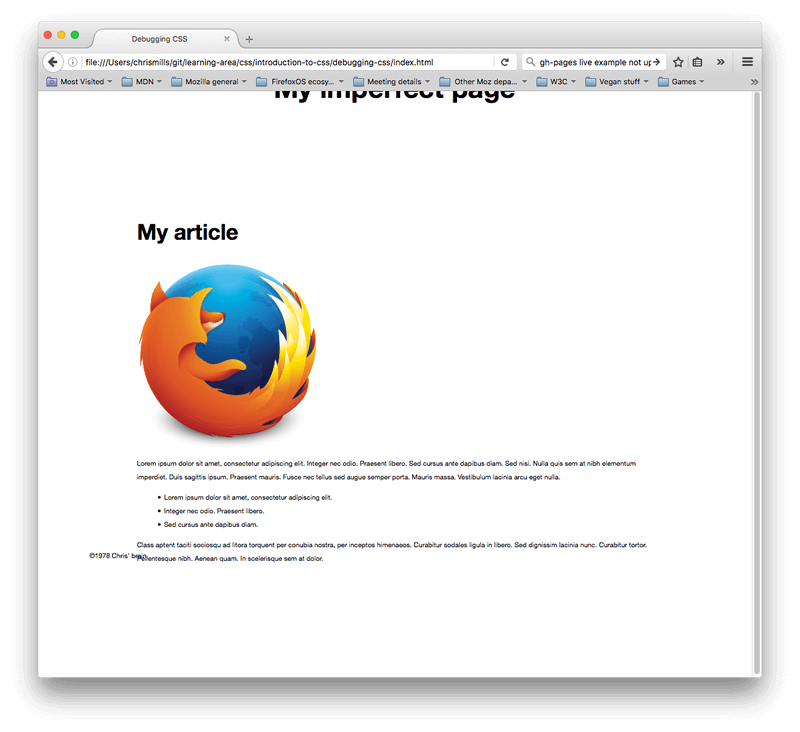 Debugging CSS
file:///Users/chrismills/git/learning-area/css/introduction-to-css/debugging-css/index.html
gh-pages live example not up
Most Visited MDN Mozilla general FirefoxOS ecosy... Meeting details Other Moz depa... W3C Vegan stuff Games
My imperfect page
My article
Lorem ipsum dolor sit amet, consectetur adipiscing elit. Integer nec odio. Praesent libero. Sed cursus ante dapibus diam. Sed nisi. Nulla quis sem at nibh elementum
imperdiet. Duis sagittis ipsum. Praesent mauris. Fusce nec tellus sed augue semper porta. Mauris massa. Vestibulum lacinia arcu eget nulla.
Lorem ipsum dolor sit amet, consectetur adipiscing elit.
Integer nec odio. Praesent libero.
Sed cursus ante dapibus diam.
Class aptent taciti sociosqu ad litora torquent per conubia nostra, per inceptos himenaeos. Curabitur sodales ligula in libero. Sed dignissim lacinia nunc. Curabitur tortor.
©1978 Chris' brain
Pellentesque nibh. Aenean quam. In scelerisque sem at dolor.